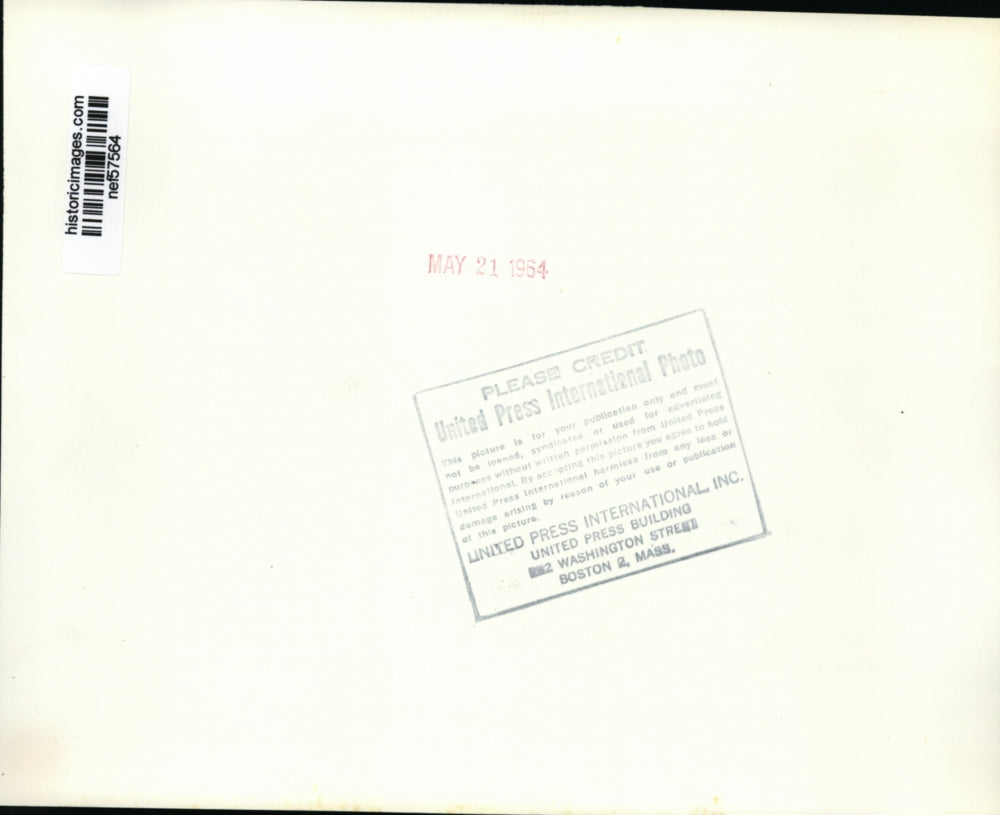 historicimages.com
nef57564
MAY 21 1964
PLEASE CREDIT
United Press International Photo
This picture is for your publication only and must
not be loaned, syndicated or used for advertising
purposes without written permission from United Press
International. By accepting this picture you agree to hold
United Press International harmless from any loss or
damage arising by reason of your use or publication
of this picture.
UNITED PRESS INTERNATIONAL, INC.
UNITED PRESS BUILDING
WASHINGTON STREET
BOSTON 2, MASS.